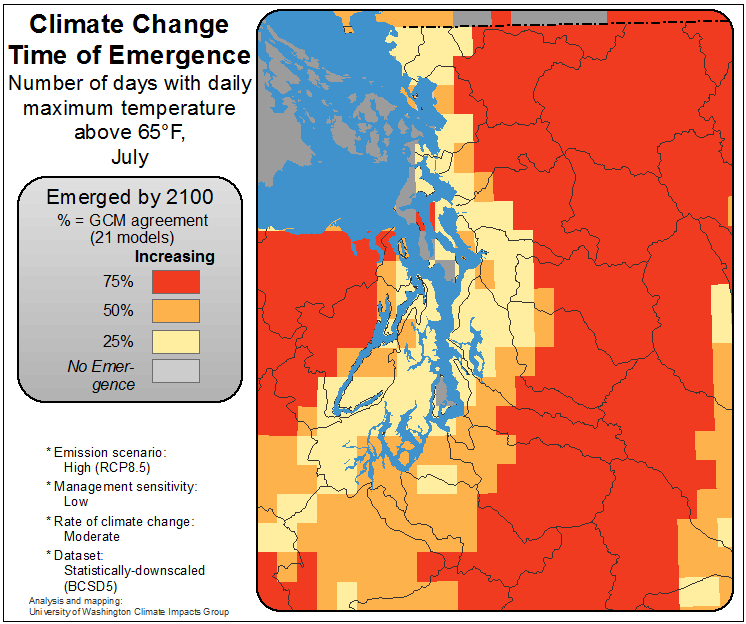 Climate Change
Time of Emergence
Number of days with daily
maximum temperature
above 65°F,
July
Emerged by 2100
% = GCM agreement
(21 models)
Increasing
75%
50%
25%
No Emer-
gence
* Emission scenario:
High (RCP8.5)
* Management sensitivity:
Low
* Rate of climate change:
Moderate
* Dataset:
Statistically-downscaled
(BCSD5)
Analysis and mapping:
University of Washington Climate Impacts Group